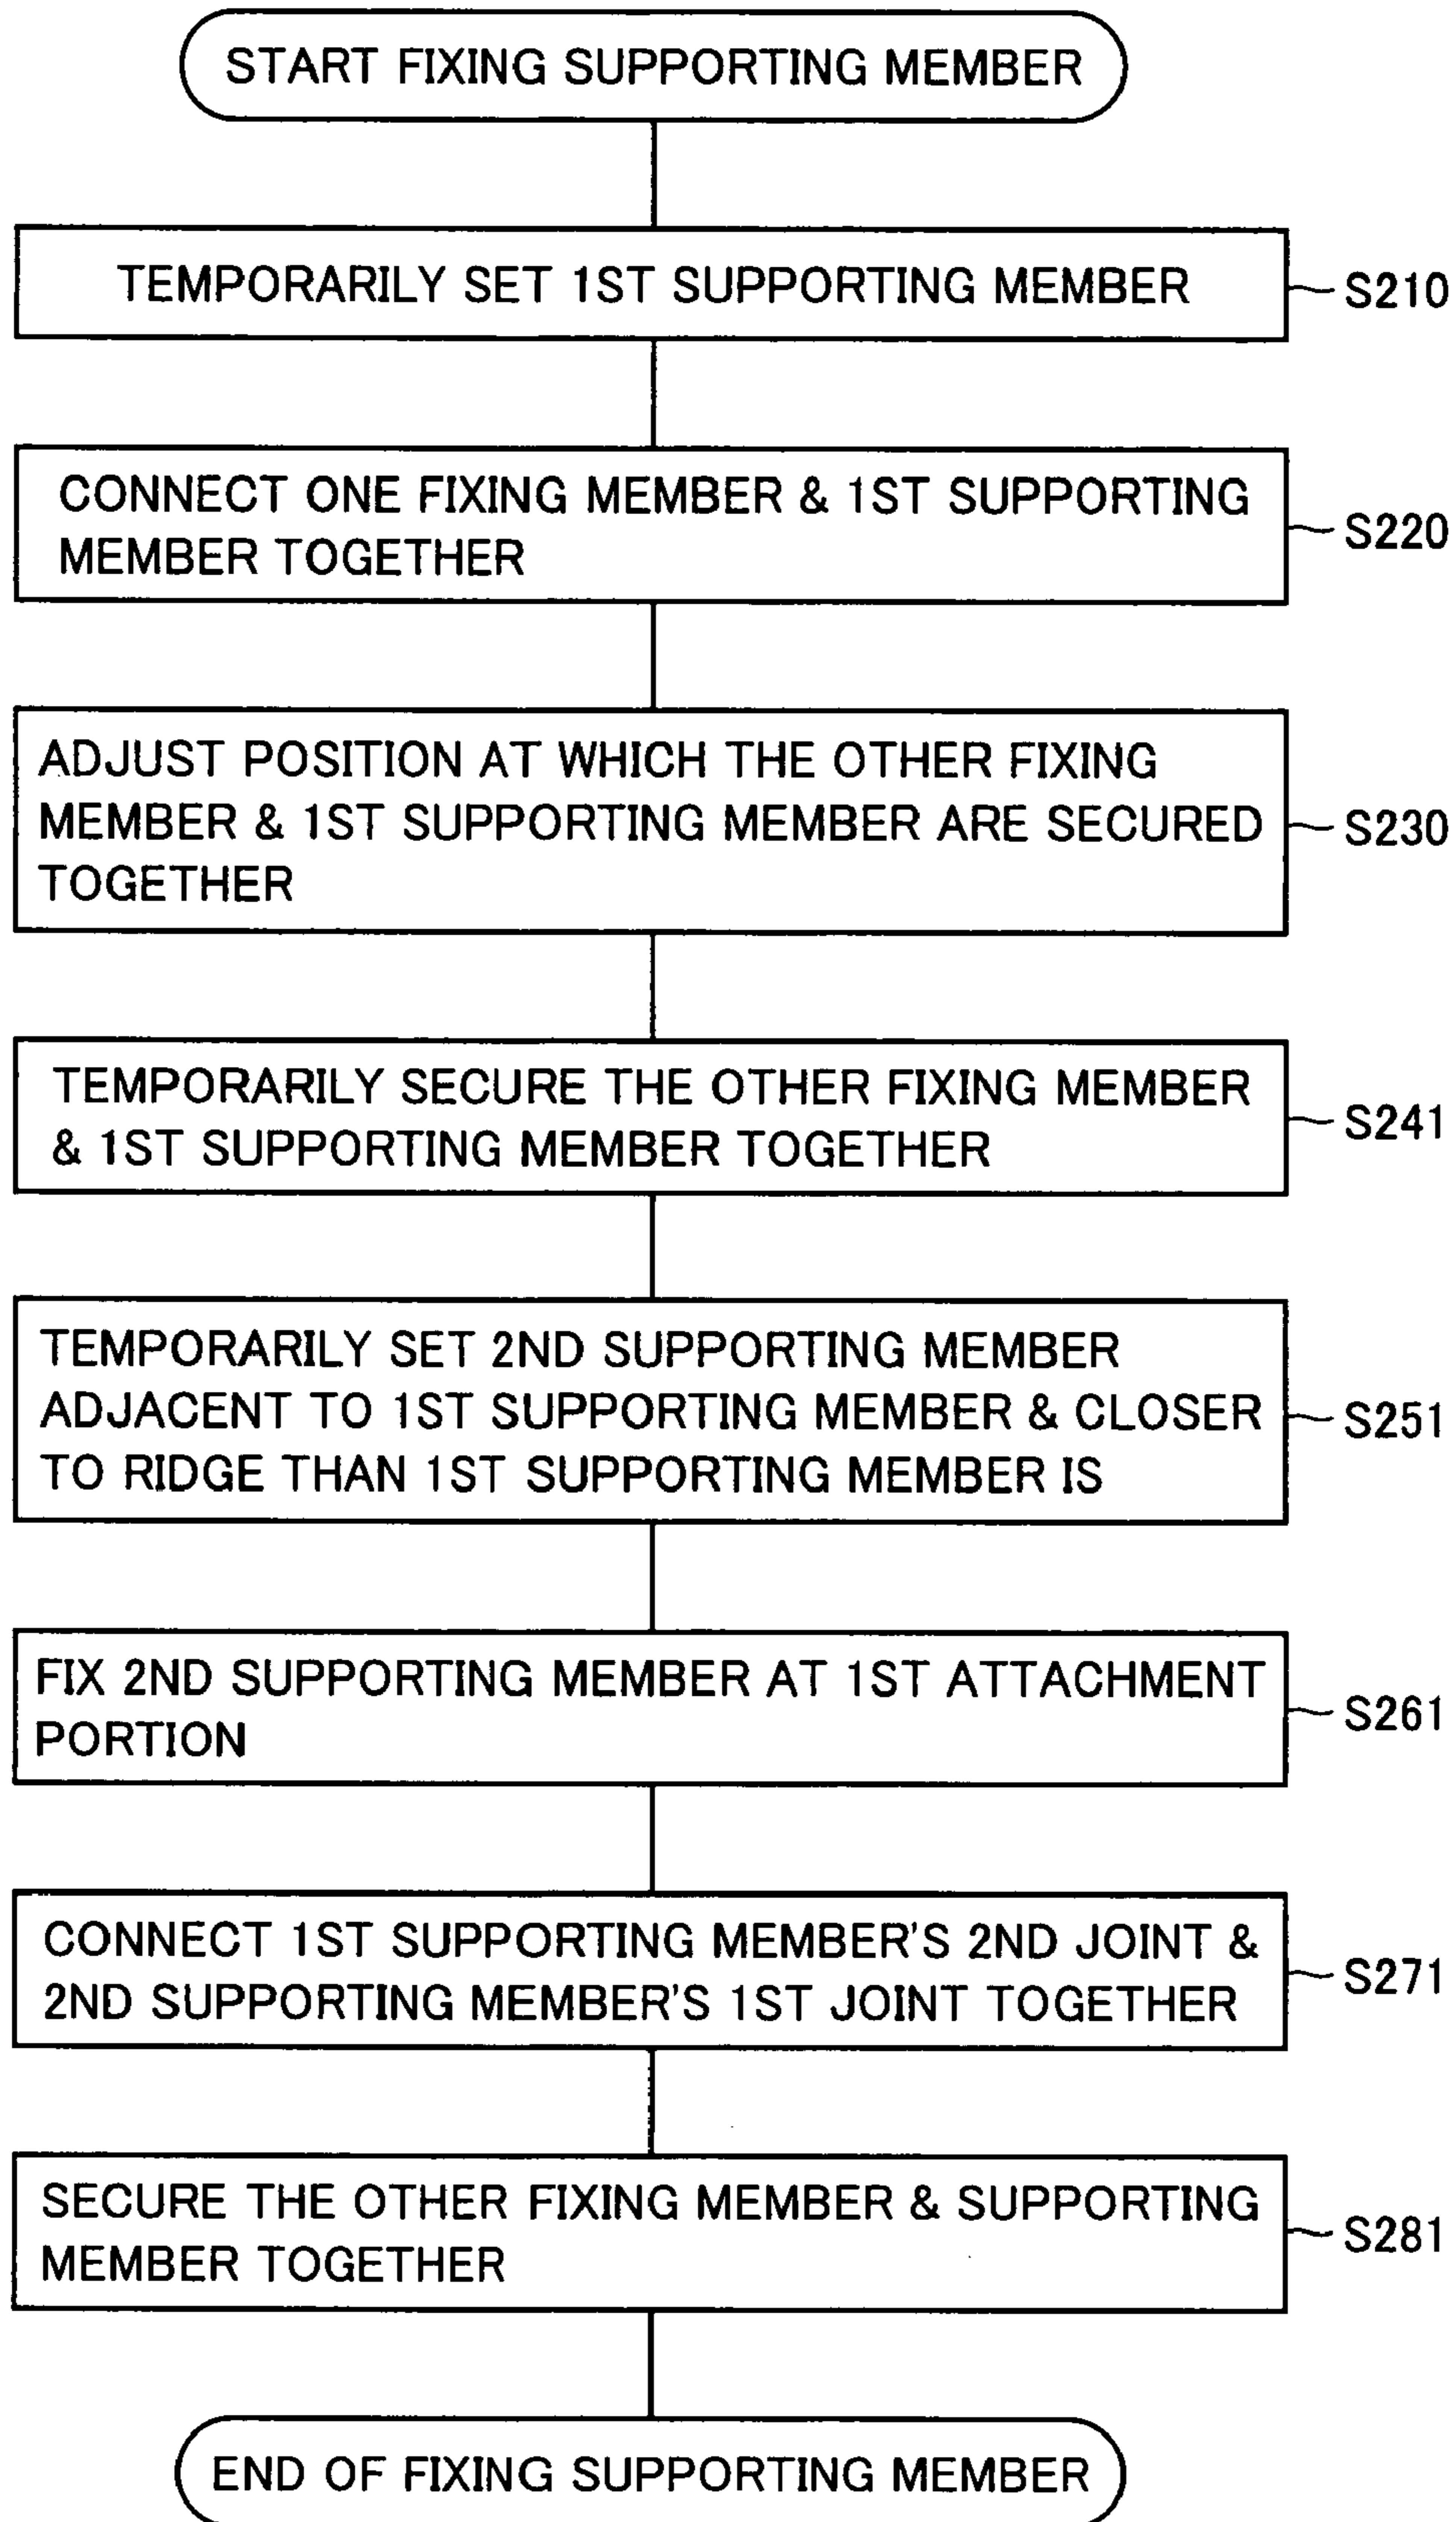 START FIXING SUPPORTING MEMBER
TEMPORARILY SET 1ST SUPPORTING MEMBER
S210
CONNECT ONE FIXING MEMBER & 1ST SUPPORTING
MEMBER TOGETHER
S220
ADJUST POSITION AT WHICH THE OTHER FIXING
MEMBER & 1ST SUPPORTING MEMBER ARE SECURED
TOGETHER
S230
TEMPORARILY SECURE THE OTHER FIXING MEMBER
& 1ST SUPPORTING MEMBER TOGETHER
S241
TEMPORARILY SET 2ND SUPPORTING MEMBER
ADJACENT TO 1ST SUPPORTING MEMBER & CLOSER
TO RIDGE THAN 1ST SUPPORTING MEMBER IS
S251
FIX 2ND SUPPORTING MEMBER AT 1ST ATTACHMENT
PORTION
S261
CONNECT 1ST SUPPORTING MEMBER'S 2ND JOINT &
2ND SUPPORTING MEMBER'S 1ST JOINT TOGETHER
S271
SECURE THE OTHER FIXING MEMBER & SUPPORTING
MEMBER TOGETHER
S281
END OF FIXING SUPPORTING MEMBER